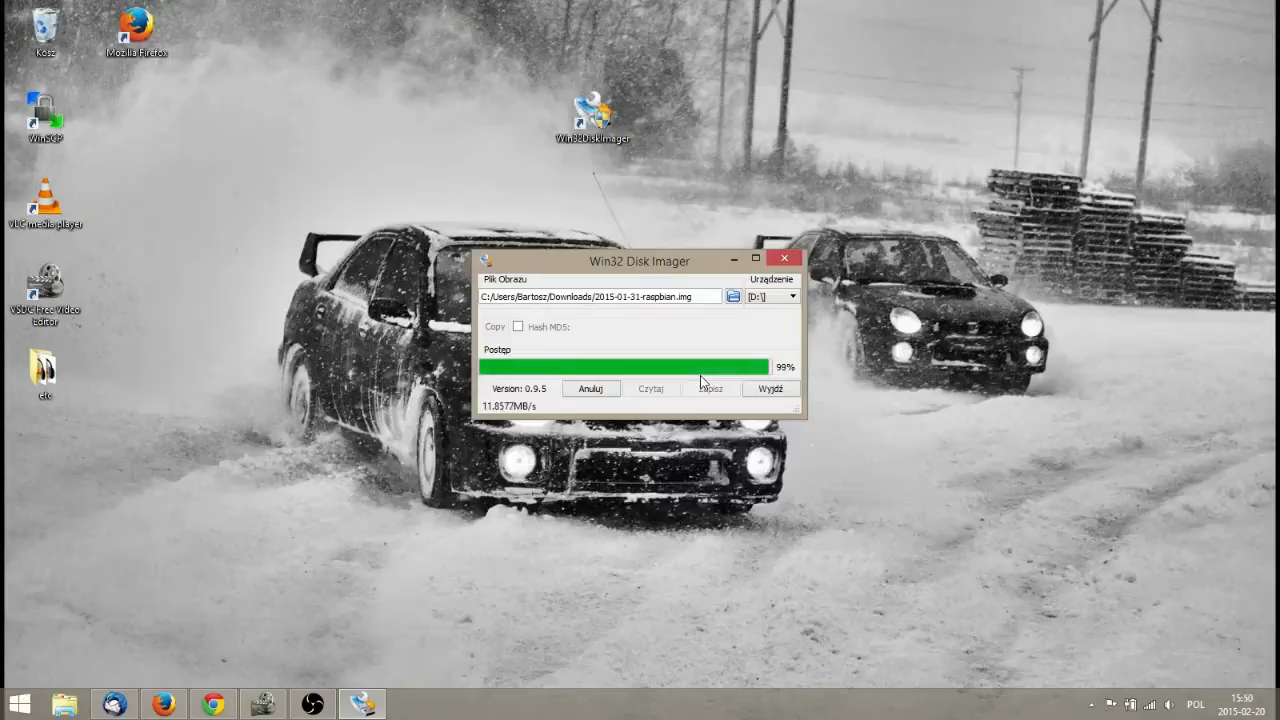 Kosz
Mozilla Firefox
WinSCP
Win32DiskImager
VLC media player
VSDC Free Video
Editor
etc
Win32 Disk Imager
Plik Obrazu
Urządzenie
C:/Users/Bartosz/Downloads/2015-01-31-raspbian.img
[D:\]
Copy
Hash MD5:
Postęp
99%
Version: 0.9.5
Anuluj
Czytaj
Zapisz
Wyjdź
11.8577MB/s
POL
15:50
2015-02-20